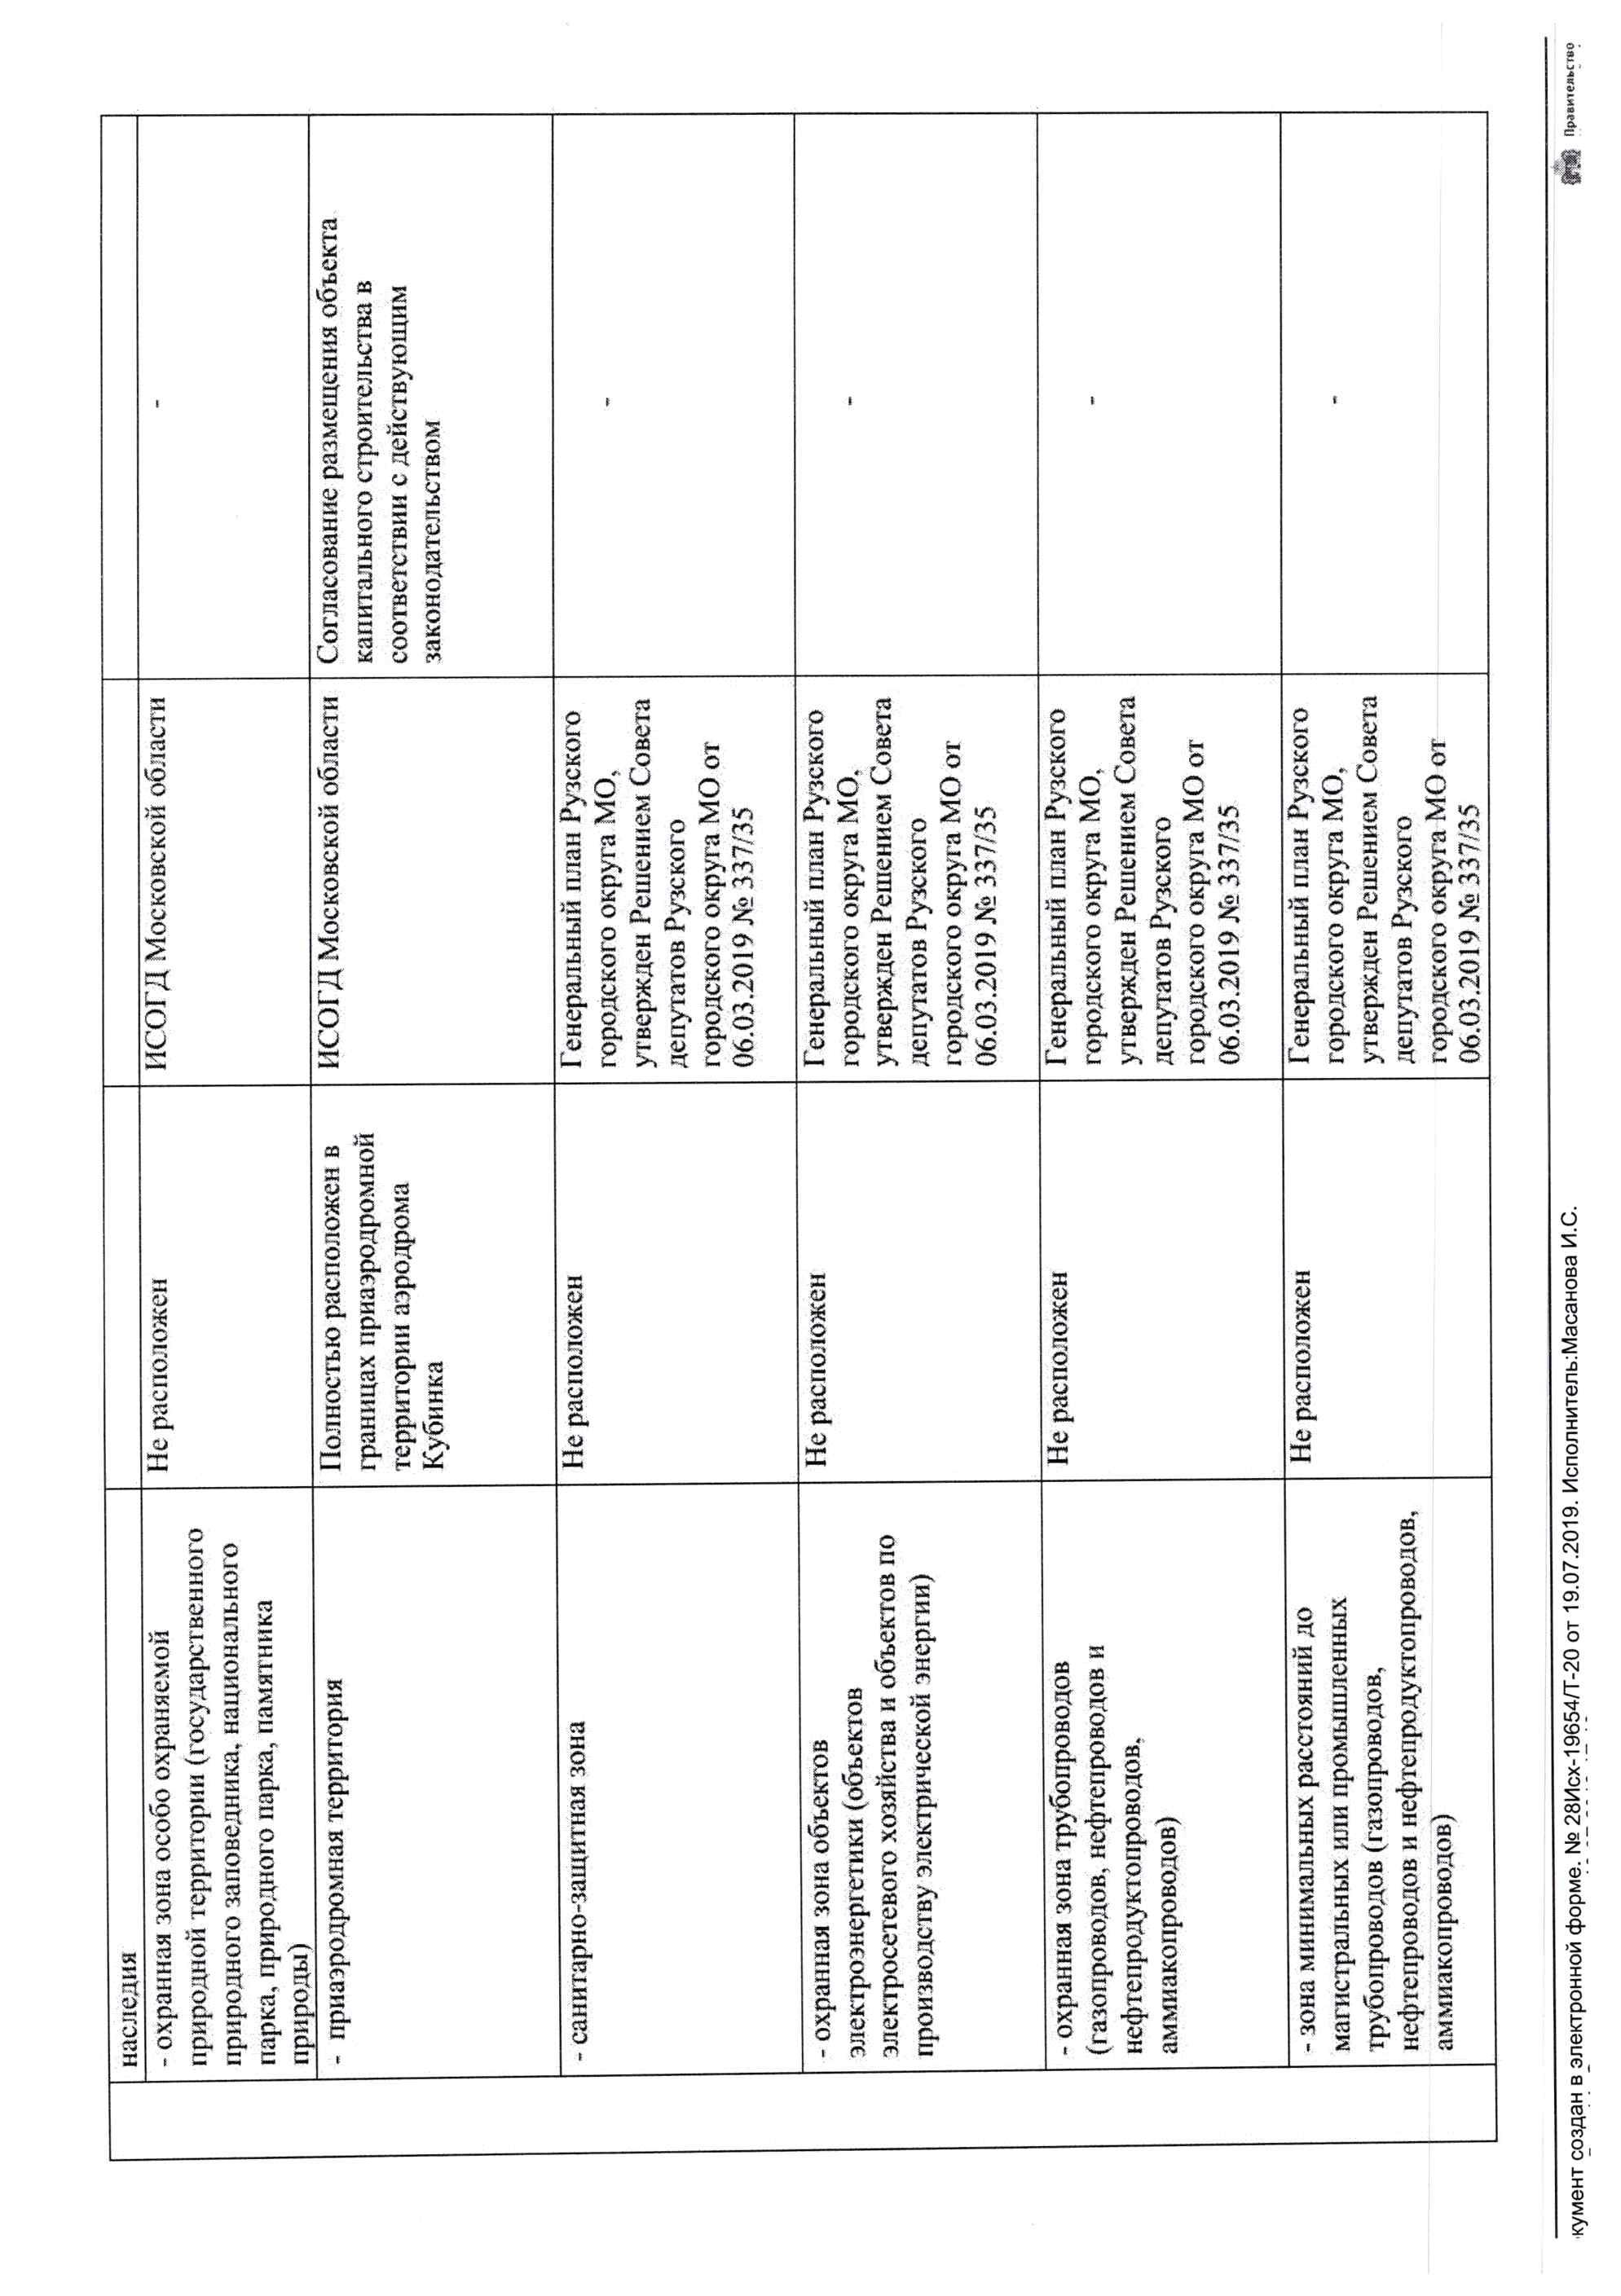 наследия
- охранная зона особо охраняемой
природной территории (государственного
природного заповедника, национального
парка, природного парка, памятника
природы)
Не расположен
ИСОГД Московской области
-
- приаэродромная территория
Полностью расположен в
границах приаэродромной
территории аэродрома
Кубинка
ИСОГД Московской области
Согласование размещения объекта
капитального строительства в
соответствии с действующим
законодательством
- санитарно-защитная зона
Не расположен
Генеральный план Рузского
городского округа МО,
утвержден Решением Совета
депутатов Рузского
городского округа МО от
06.03.2019 № 337/35
-
- охранная зона объектов
электроэнергетики (объектов
электросетевого хозяйства и объектов по
производству электрической энергии)
Не расположен
Генеральный план Рузского
городского округа МО,
утвержден Решением Совета
депутатов Рузского
городского округа МО от
06.03.2019 № 337/35
-
- охранная зона трубопроводов
(газопроводов, нефтепроводов и
нефтепродуктопроводов,
аммиакопроводов)
Не расположен
Генеральный план Рузского
городского округа МО,
утвержден Решением Совета
депутатов Рузского
городского округа МО от
06.03.2019 № 337/35
-
- зона минимальных расстояний до
магистральных или промышленных
трубопроводов (газопроводов,
нефтепроводов и нефтепродуктопроводов,
аммиакопроводов)
Не расположен
Генеральный план Рузского
городского округа МО,
утвержден Решением Совета
депутатов Рузского
городского округа МО от
06.03.2019 № 337/35
-
кумент создан в электронной форме. № 28Исх-19654/Т-20 от 19.07.2019. Исполнитель:Масанова И.С.
Правительство